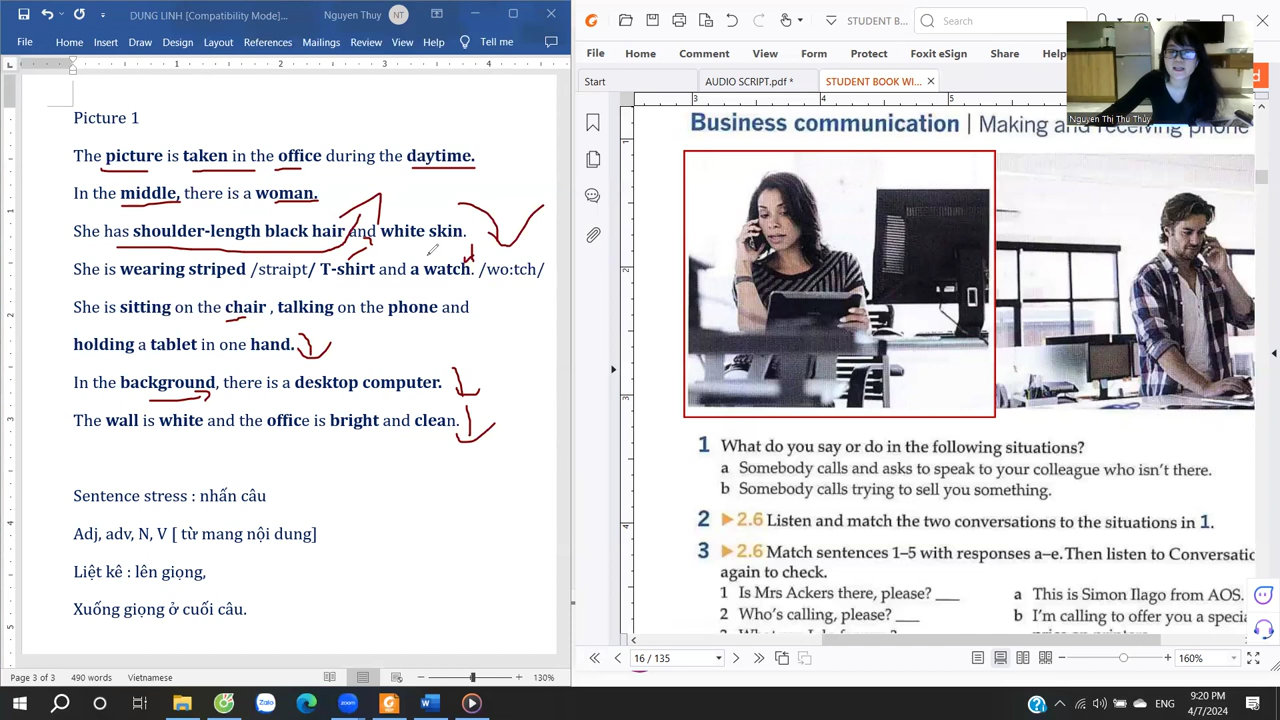 DUNG LINH [Compatibility Mode]
Nguyen Thuy
NT
File Home Insert Draw Design Layout References Mailings Review View Help Tell me
Picture 1
The picture is taken in the office during the daytime.
In the middle, there is a woman.
She has shoulder-length black hair and white skin.
She is wearing striped /straipt/ T-shirt and a watch. /wo:tch/
She is sitting on the chair , talking on the phone and
holding a tablet in one hand.
In the background, there is a desktop computer.
The wall is white and the office is bright and clean.
Sentence stress : nhấn câu
Adj, adv, N, V [ từ mang nội dung]
Liệt kê : lên giọng,
Xuống giọng ở cuối câu.
Page 3 of 3 490 words Vietnamese
130%
STUDENT B...
Search
File Home Comment View Form Protect Foxit eSign Share Help
Start
AUDIO SCRIPT.pdf *
STUDENT BOOK WI...
Nguyen Thi Thu Thủy
Business communication | Making and receiving phone
1 What do you say or do in the following situations?
a Somebody calls and asks to speak to your colleague who isn't there.
b Somebody calls trying to sell you something.
2 2.6 Listen and match the two conversations to the situations in 1.
3 2.6 Match sentences 1–5 with responses a–e. Then listen to Conversatio
again to check.
1 Is Mrs Ackers there, please? ___
a This is Simon Ilago from AOS.
2 Who's calling, please? ___
b I'm calling to offer you a specia
16 / 135
160%
ENG
9:20 PM
4/7/2024